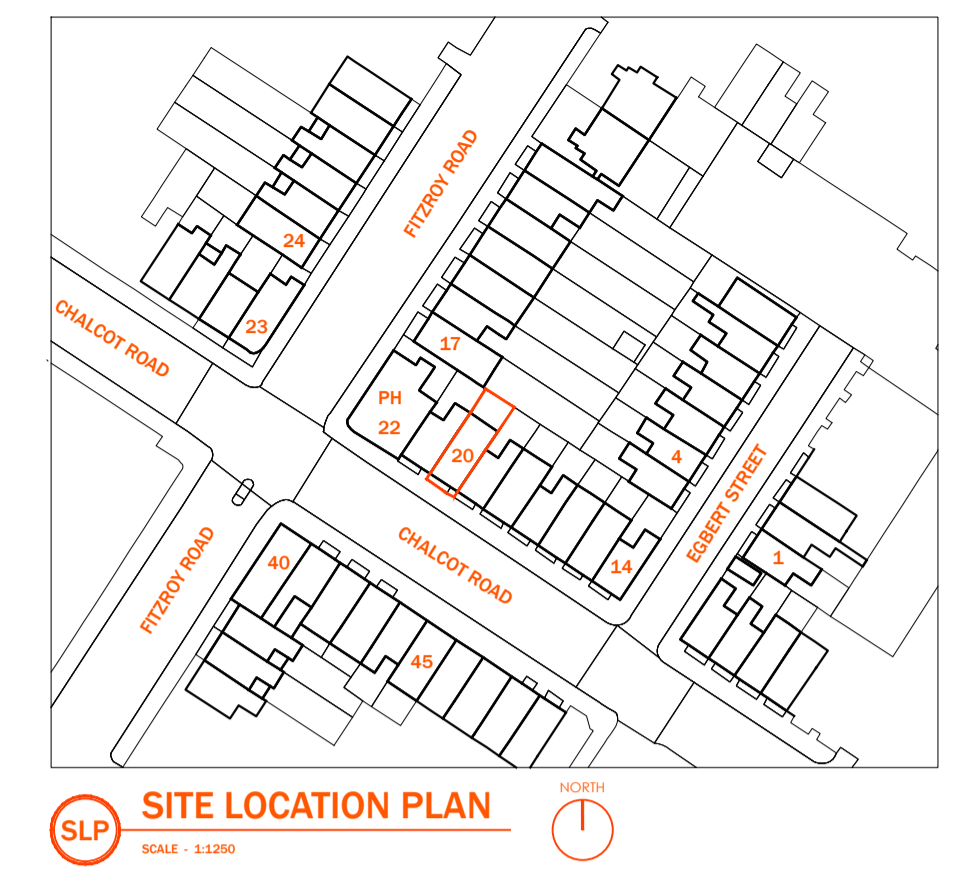 FITZROY ROAD
24
CHALCOT ROAD
23
17
PH
22
20
4
EGBERT STREET
14
1
CHALCOT ROAD
FITZROY ROAD
40
45
SLP
SITE LOCATION PLAN
SCALE - 1:1250
NORTH